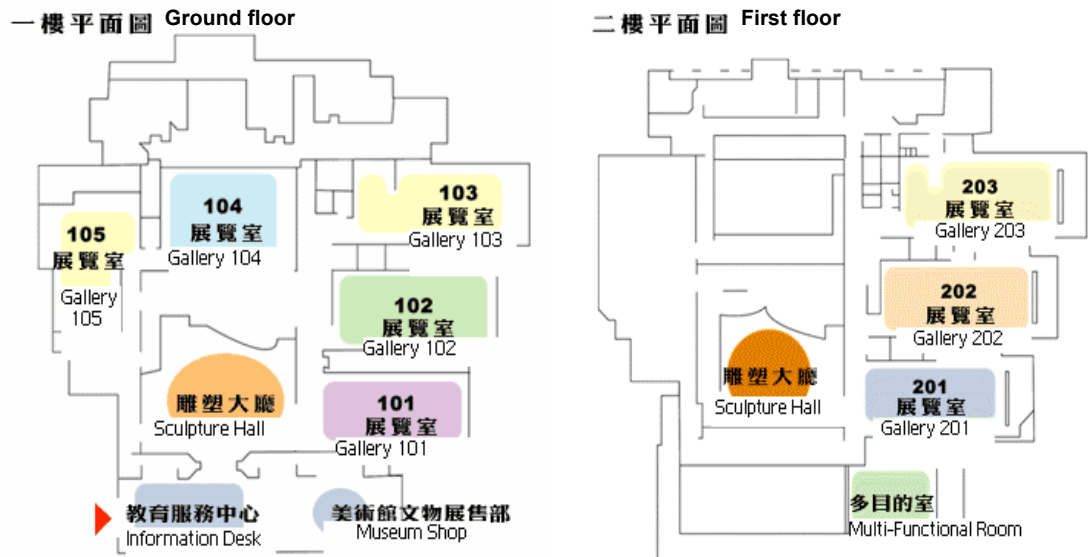 一樓平面圖 Ground floor
104
展覽室
Gallery 104
103
展覽室
Gallery 103
105
展覽室
Gallery
105
102
展覽室
Gallery 102
雕塑大廳
Sculpture Hall
101
展覽室
Gallery 101
教育服務中心
Information Desk
美術館文物展售部
Museum Shop
二樓平面圖 First floor
203
展覽室
Gallery 203
202
展覽室
Gallery 202
雕塑大廳
Sculpture Hall
201
展覽室
Gallery 201
多目的室
Multi-Functional Room